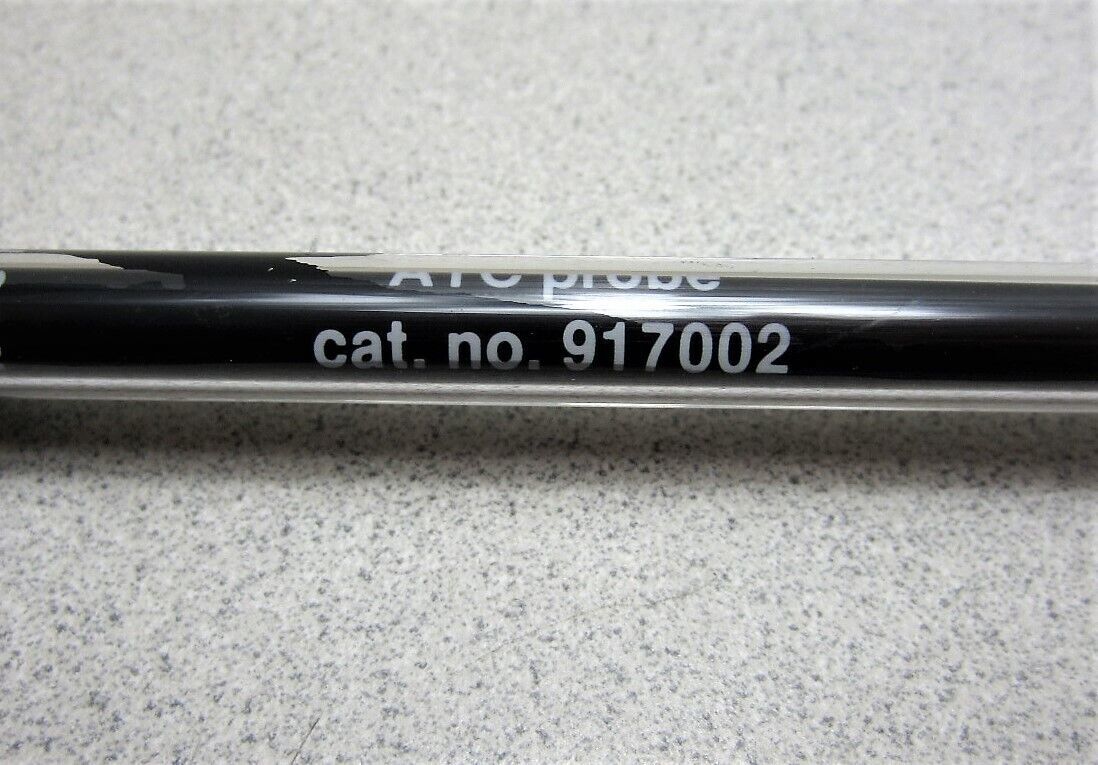 ATC probe
cat. no. 917002